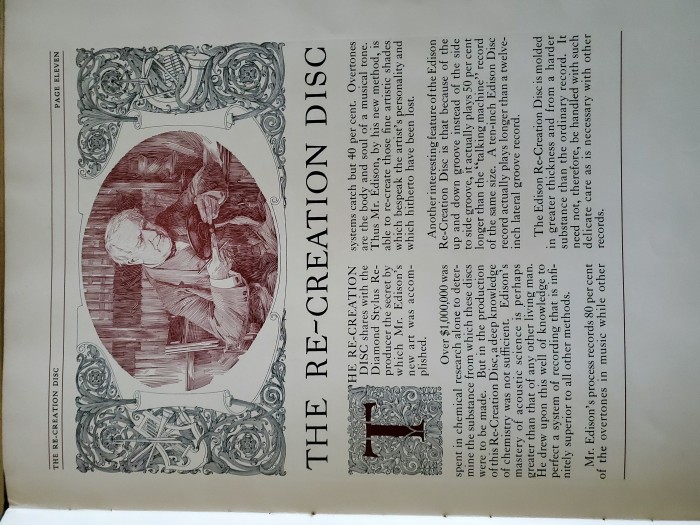 THE RE-CREATION DISC
PAGE ELEVEN
THE RE-CREATION DISC
THE RE-CREATION
DISC shares with the
Diamond Stylus Re-
producer the secret by
which Mr. Edison's
new art was accom-
plished.
Over $1,000,000 was
spent in chemical research alone to deter-
mine the substance from which these discs
were to be made. But in the production
of this Re-Creation Disc, a deep knowledge
of chemistry was not sufficient. Edison's
mastery of acoustic science is perhaps
greater than that of any other living man.
He drew upon this well of knowledge to
perfect a system of recording that is infi-
nitely superior to all other methods.
Mr. Edison's process records 80 per cent
of the overtones in music while other
systems catch but 40 per cent. Overtones
are the body and soul of a musical tone.
Thus Mr. Edison, by his new method, is
able to re-create those fine artistic shades
which bespeak the artist's personality and
which hitherto have been lost.
Another interesting feature of the Edison
Re-Creation Disc is that because of the
up and down groove instead of the side
to side groove, it actually plays 50 per cent
longer than the "talking machine" record
of the same size. A ten-inch Edison Disc
record actually plays longer than a twelve-
inch lateral groove record.
The Edison Re-Creation Disc is molded
in greater thickness and from a harder
substance than the ordinary record. It
need not, therefore, be handled with such
delicate care as is necessary with other
records.